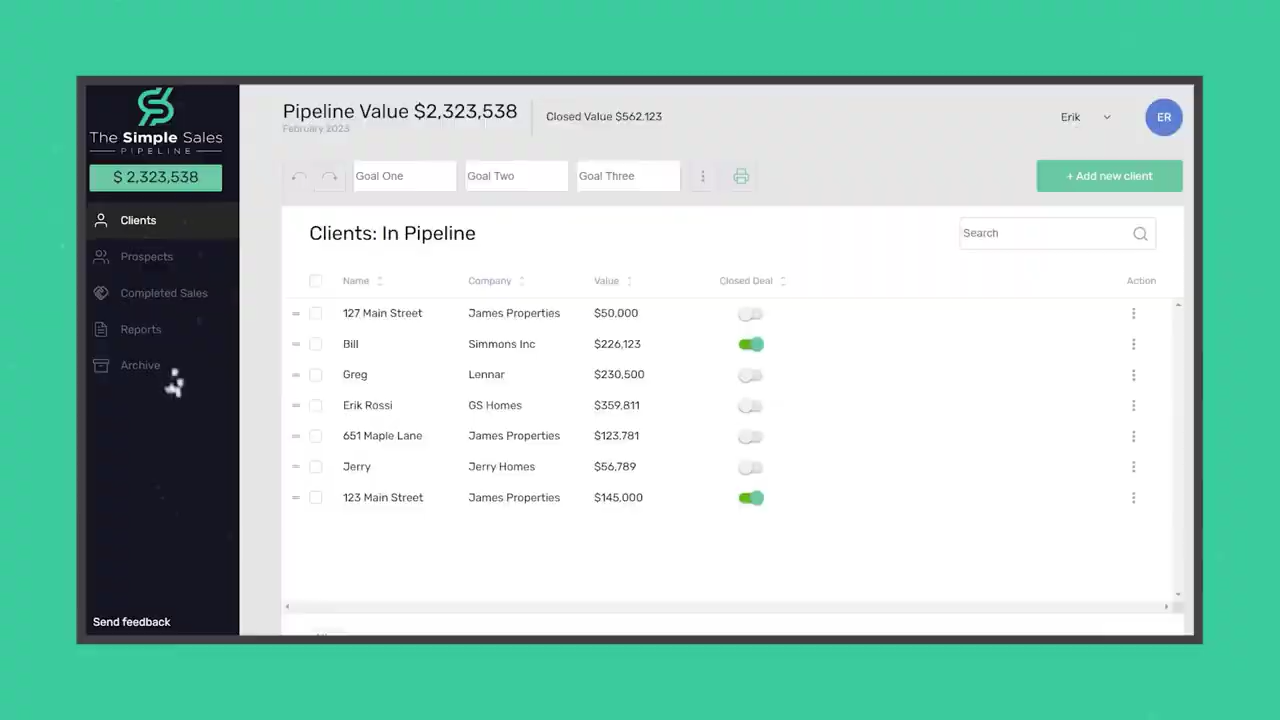 The Simple Sales
PIPELINE
$ 2,323,538
Clients
Prospects
Completed Sales
Reports
Archive
Send feedback
Pipeline Value $2,323,538
February 2023
Closed Value $562.123
Erik
ER
Goal One
Goal Two
Goal Three
+ Add new client
Clients: In Pipeline
Search
Name Company Value Closed Deal Action
127 Main Street James Properties $50,000
Bill Simmons Inc $226,123
Greg Lennar $230,500
Erik Rossi GS Homes $359,811
651 Maple Lane James Properties $123.781
Jerry Jerry Homes $56,789
123 Main Street James Properties $145,000